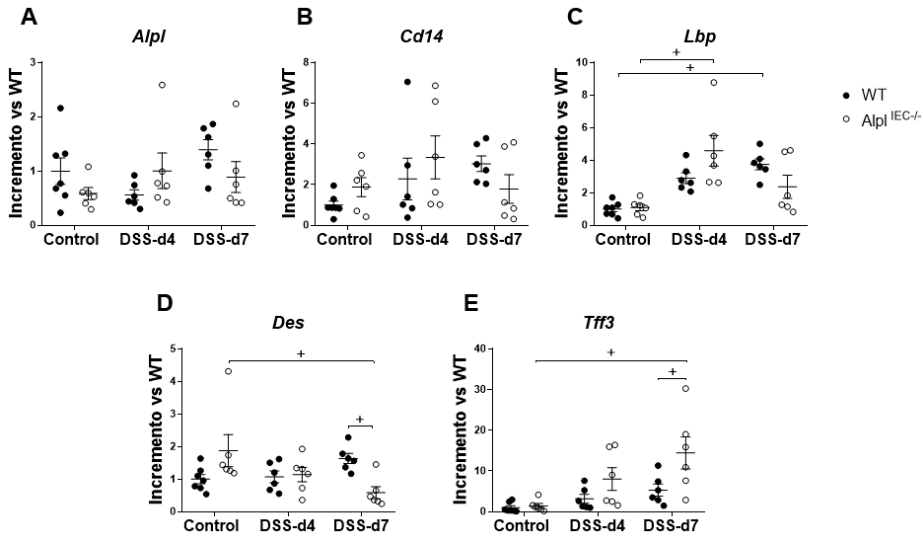 A
Alpl
Incremento vs WT
3
2
1
0
Control DSS-d4 DSS-d7
B
Cd14
Incremento vs WT
8
6
4
2
0
Control DSS-d4 DSS-d7
C
Lbp
Incremento vs WT
10
8
6
4
2
0
+
+
Control DSS-d4 DSS-d7
WT
Alpl IEC-/-
D
Des
Incremento vs WT
5
4
3
2
1
0
+
+
Control DSS-d4 DSS-d7
E
Tff3
Incremento vs WT
40
30
20
10
0
+
+
Control DSS-d4 DSS-d7